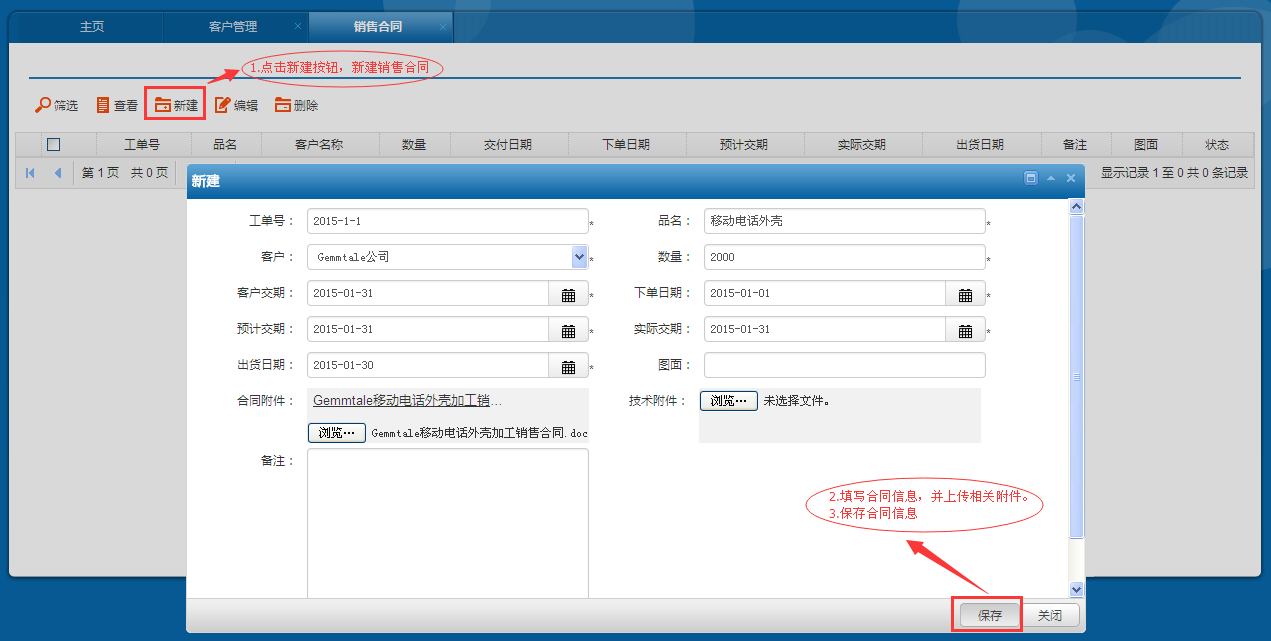 主页 客户管理 销售合同
1.点击新建按钮，新建销售合同
筛选 查看 新建 编辑 删除
工单号 品名 客户名称 数量 交付日期 下单日期 预计交期 实际交期 出货日期 备注 图面 状态
第 1 页 共 0 页 显示记录 1 至 0 共 0 条记录
新建
工单号： 2015-1-1 * 品名： 移动电话外壳 *
客户： Gemmtale公司 * 数量： 2000 *
客户交期： 2015-01-31 * 下单日期： 2015-01-01 *
预计交期： 2015-01-31 * 实际交期： 2015-01-31 *
出货日期： 2015-01-30 * 图面：
合同附件： Gemmtale移动电话外壳加工销... 技术附件： 浏览… 未选择文件。
浏览… Gemmtale移动电话外壳加工销售合同.doc
备注：
2.填写合同信息，并上传相关附件。
3.保存合同信息
保存 关闭